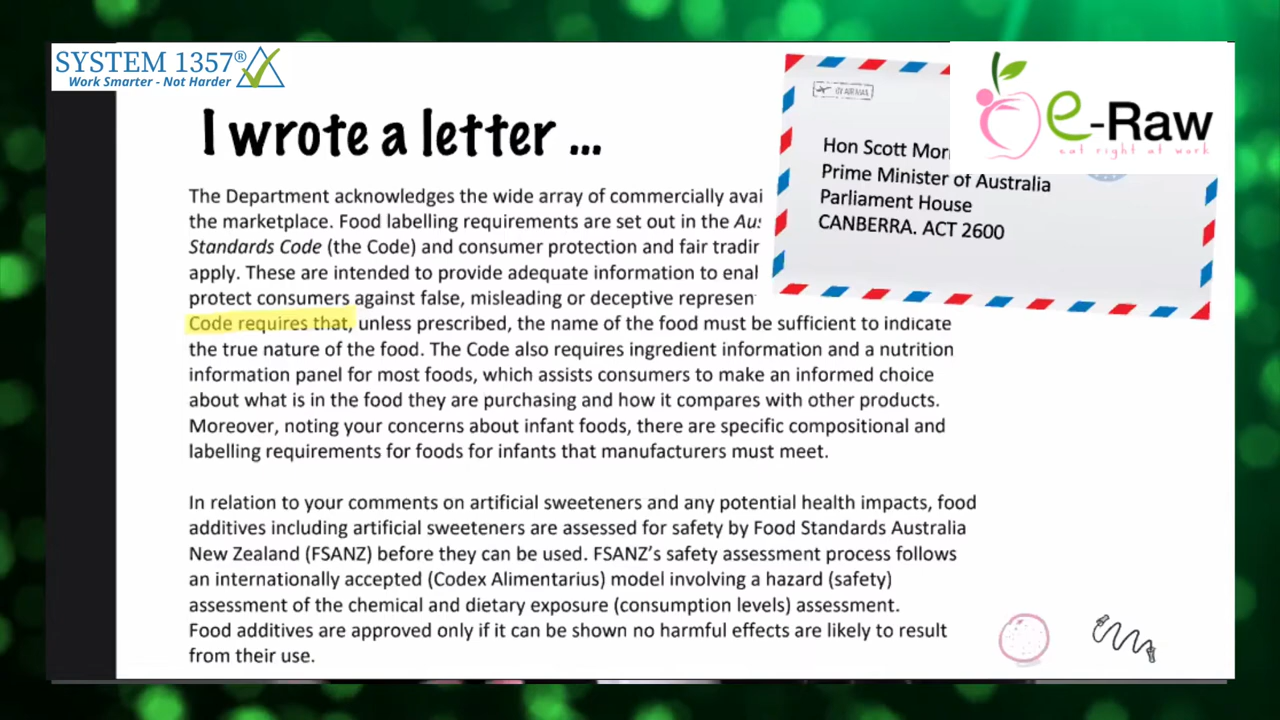 SYSTEM 1357®
Work Smarter - Not Harder
BY AIR MAIL
e-Raw
eat right at work
I wrote a letter ...
Hon Scott
Prime Minister of Australia
Parliament House
CANBERRA. ACT 2600
The Department acknowledges the wide array of commercially
the marketplace. Food labelling requirements are set out in the
Standards Code (the Code) and consumer protection and fair
apply. These are intended to provide adequate information to
protect consumers against false, misleading or deceptive
Code requires that, unless prescribed, the name of the food must be sufficient to indicate
the true nature of the food. The Code also requires ingredient information and a nutrition
information panel for most foods, which assists consumers to make an informed choice
about what is in the food they are purchasing and how it compares with other products.
Moreover, noting your concerns about infant foods, there are specific compositional and
labelling requirements for foods for infants that manufacturers must meet.
In relation to your comments on artificial sweeteners and any potential health impacts, food
additives including artificial sweeteners are assessed for safety by Food Standards Australia
New Zealand (FSANZ) before they can be used. FSANZ's safety assessment process follows
an internationally accepted (Codex Alimentarius) model involving a hazard (safety)
assessment of the chemical and dietary exposure (consumption levels) assessment.
Food additives are approved only if it can be shown no harmful effects are likely to result
from their use.